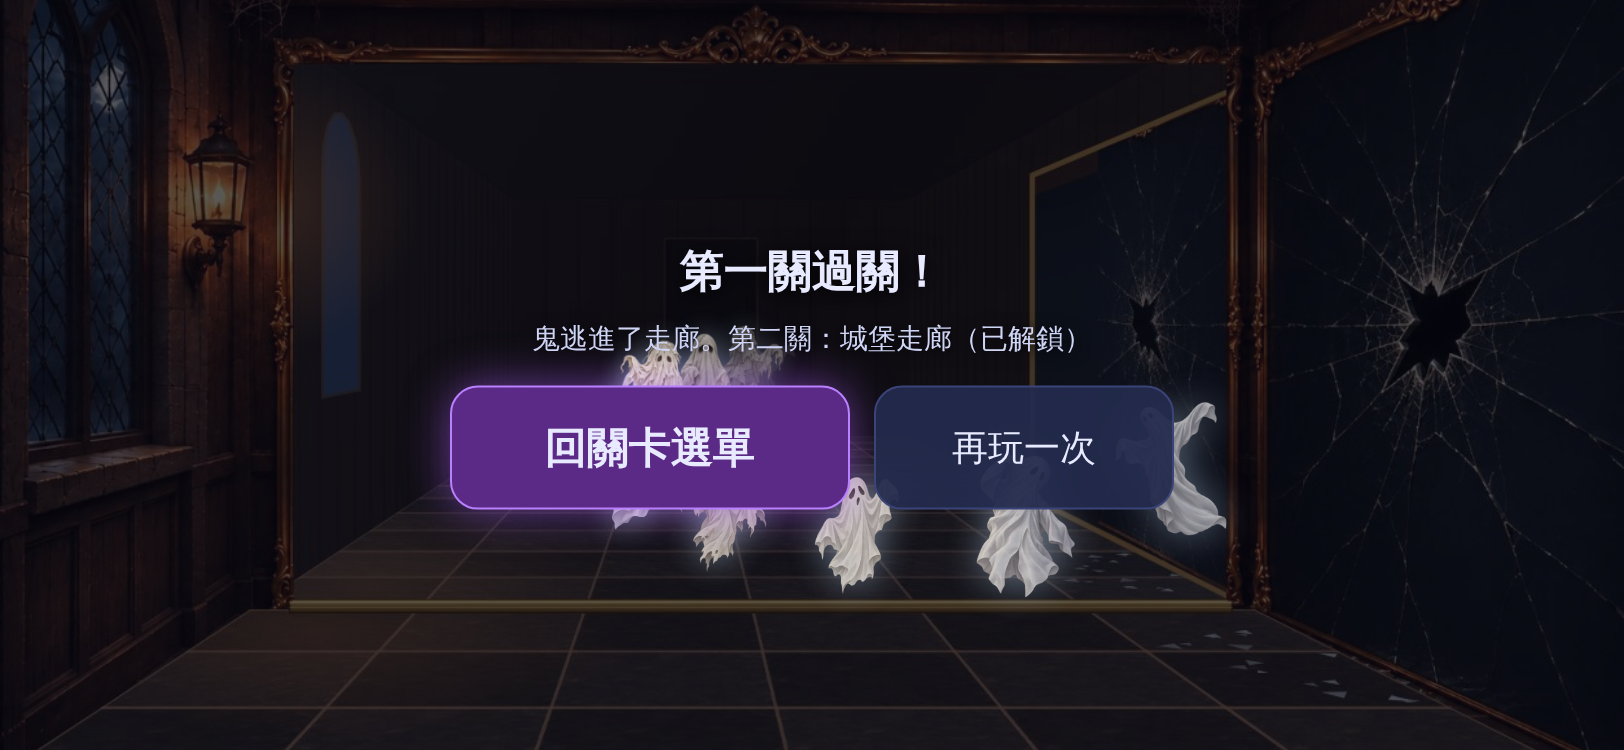 第一關過關！
鬼逃進了走廊。第二關：城堡走廊（已解鎖）
回關卡選單
再玩一次